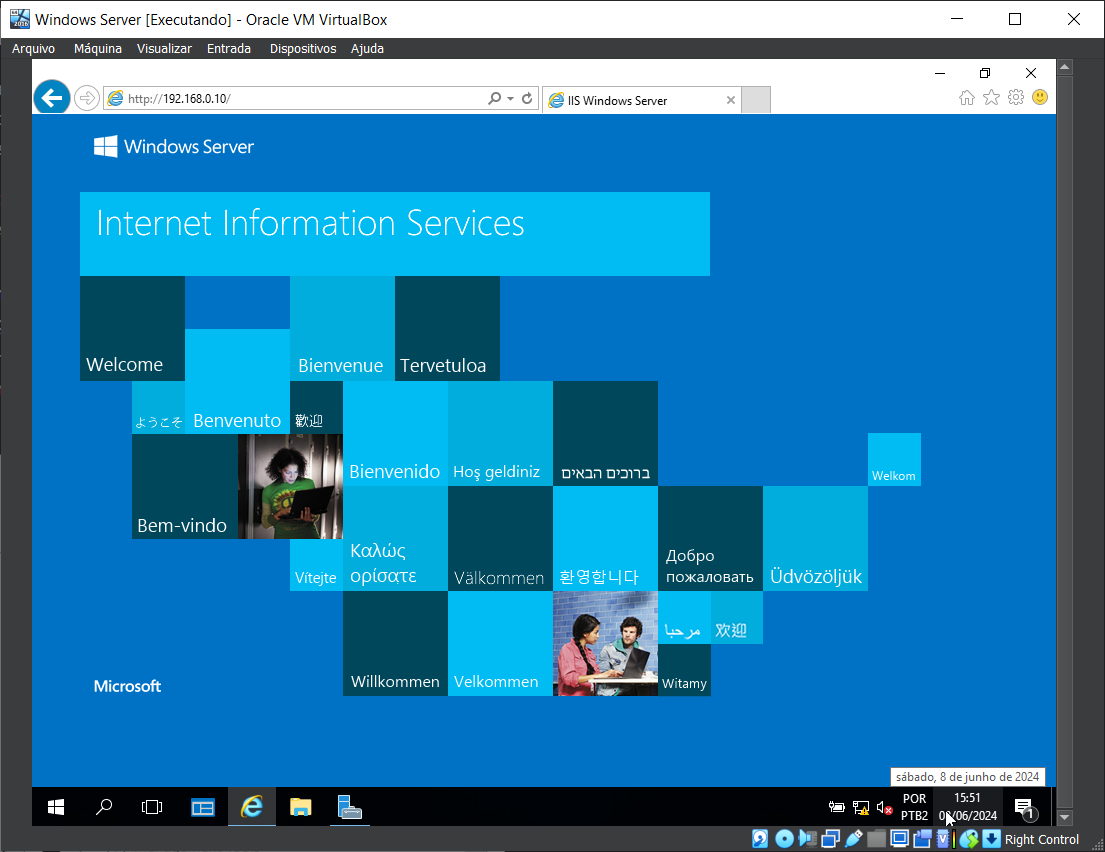 Windows Server [Executando] - Oracle VM VirtualBox
Arquivo Máquina Visualizar Entrada Dispositivos Ajuda
http://192.168.0.10/
IIS Windows Server
Windows Server
Internet Information Services
Welcome
Bienvenue
Tervetuloa
ようこそ
Benvenuto
歡迎
Bienvenido
Hoş geldiniz
ברוכים הבאים
Welkom
Bem-vindo
Vítejte
Καλώς
ορίσατε
Välkommen
환영합니다
Добро
пожаловать
Üdvözöljük
Willkommen
Velkommen
مرحبا
欢迎
Witamy
Microsoft
sábado, 8 de junho de 2024
POR
PTB2
15:51
08/06/2024
1
Right Control